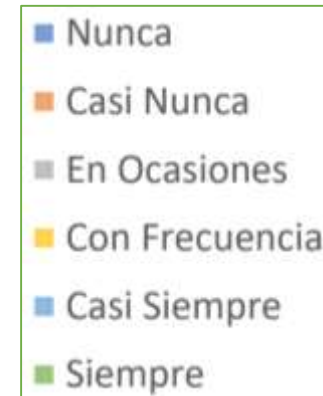 Nunca
Casi Nunca
En Ocasiones
Con Frecuencia
Casi Siempre
Siempre